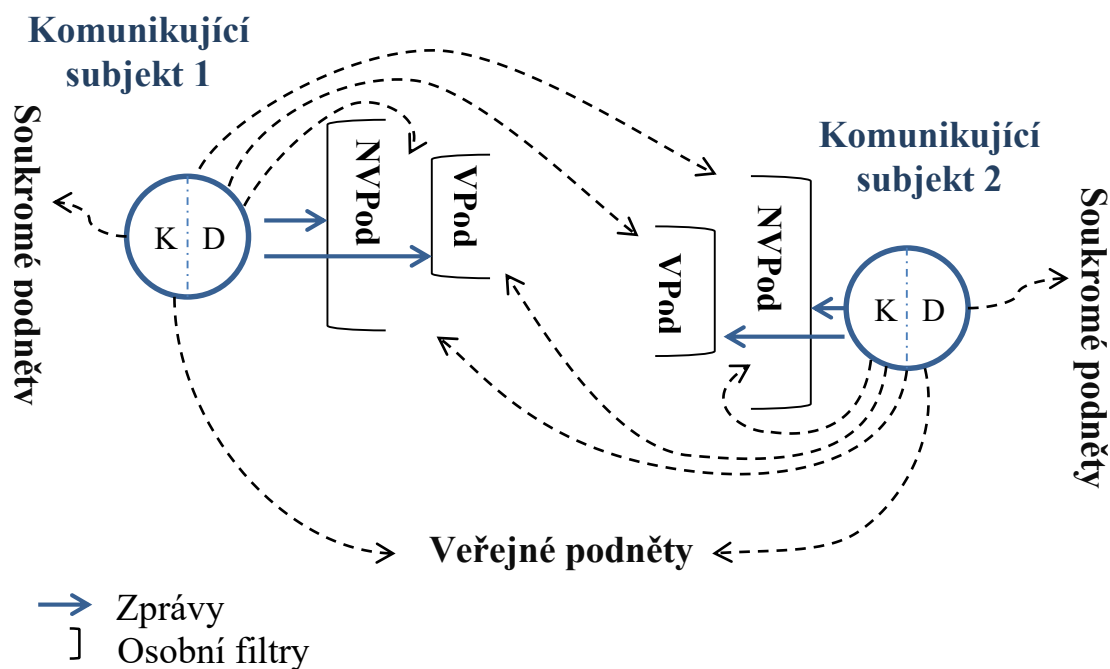 Komunikující
subjekt 1
Soukromé podněty
K D
NVPod
VPod
VPod
NVPod
Komunikující
subjekt 2
K D
Soukromé podněty
Veřejné podněty
Zprávy
Osobní filtry